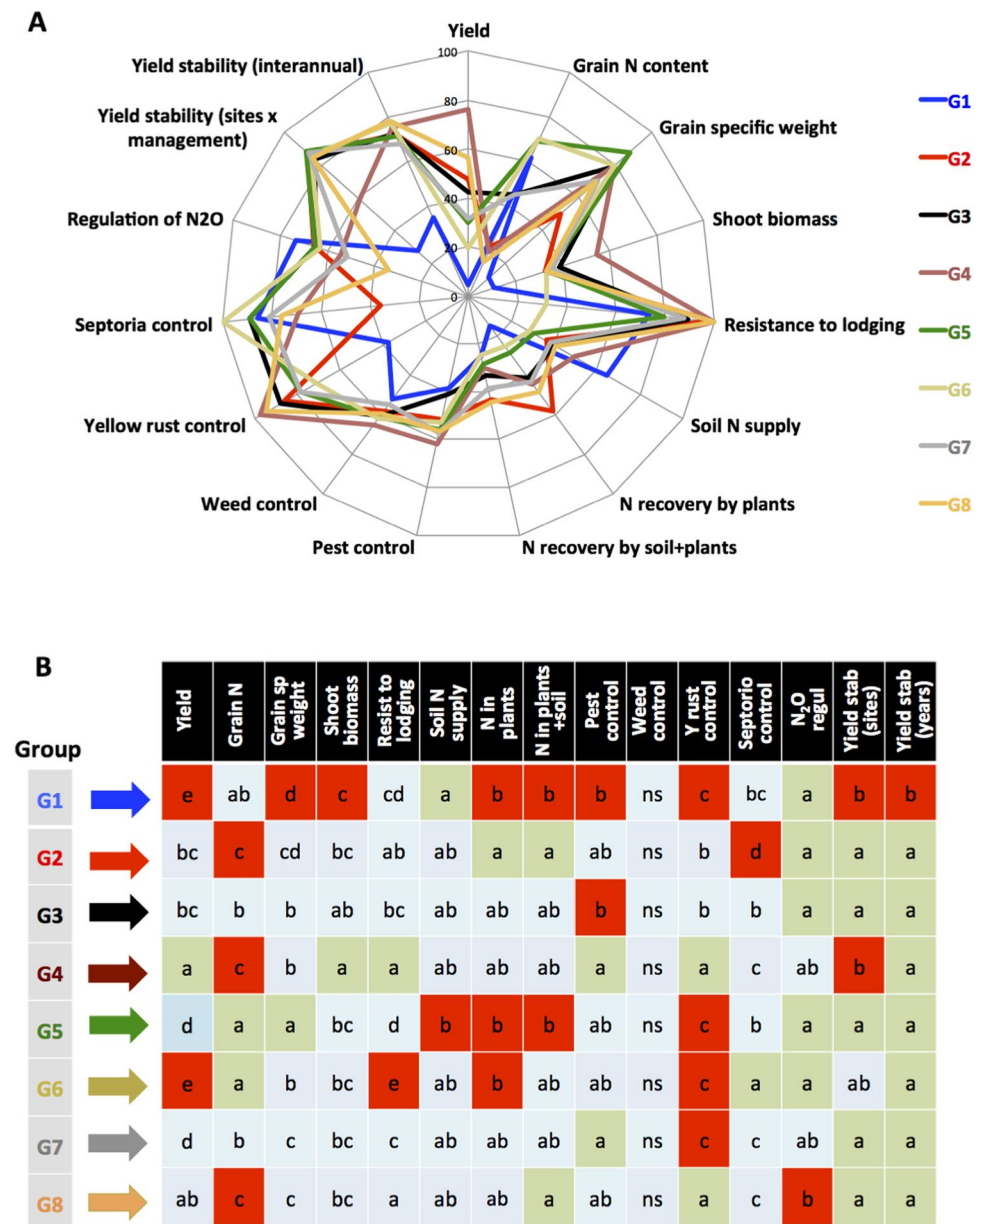 A
Yield
Yield stability (interannual)
Grain N content
Yield stability (sites x
management)
Grain specific weight
Regulation of N2O
Shoot biomass
Septoria control
Resistance to lodging
Yellow rust control
Soil N supply
Weed control
N recovery by plants
Pest control
N recovery by soil+plants
100
80
60
40
20
0
G1
G2
G3
G4
G5
G6
G7
G8
B
Group
Yield
Grain N
Grain sp
weight
Shoot
biomass
Resist to
lodging
Soil N
supply
N in
plants
N in plants
+soil
Pest
control
Weed
control
Y rust
control
Septorio
control
N2O
regul
Yield stab
(sites)
Yield stab
(years)
G1 e ab d c cd a b b b ns c bc a b b
G2 bc c cd bc ab ab a a ab ns b d a a a
G3 bc b b ab bc ab ab ab b ns b b a a a
G4 a c b a a ab ab ab a ns a c ab b a
G5 d a a bc d b b b ab ns c b a a a
G6 e a b bc e ab b ab ab ns c a a ab a
G7 d b c bc c ab ab ab a ns c c ab a a
G8 ab c c bc a ab ab a ab ns a c b a a